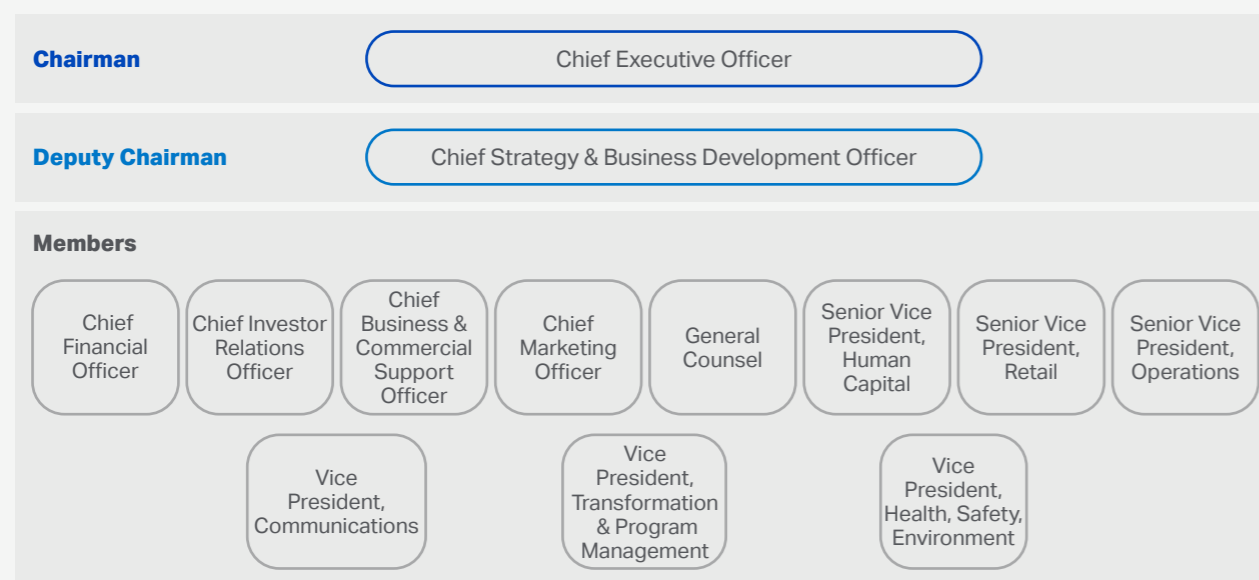 Chairman
Chief Executive Officer
Deputy Chairman
Chief Strategy & Business Development Officer
Members
Chief
Financial
Officer
Chief Investor
Relations
Officer
Chief
Business &
Commercial
Support
Officer
Chief
Marketing
Officer
General
Counsel
Senior Vice
President,
Human
Capital
Senior Vice
President,
Retail
Senior Vice
President,
Operations
Vice
President,
Communications
Vice
President,
Transformation
& Program
Management
Vice
President,
Health, Safety,
Environment